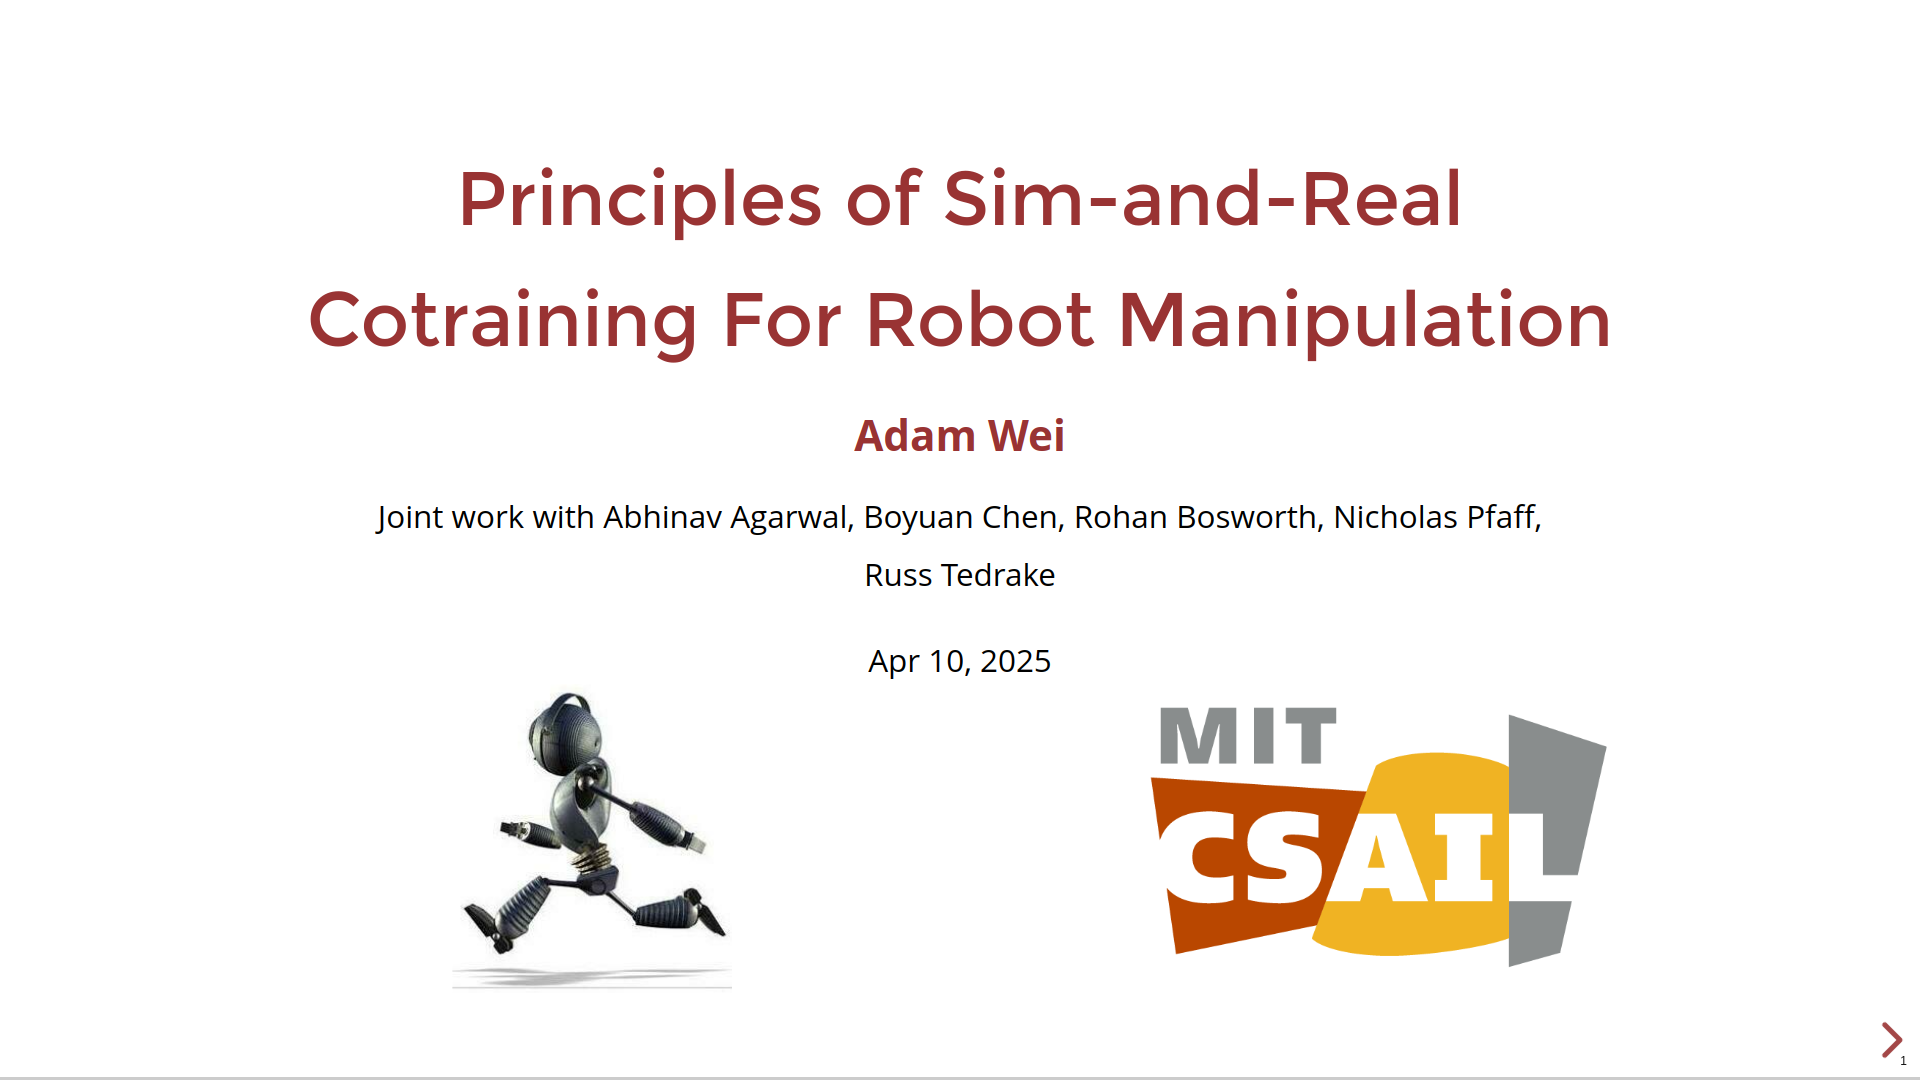 Principles of Sim-and-Real
Cotraining For Robot Manipulation
Adam Wei
Joint work with Abhinav Agarwal, Boyuan Chen, Rohan Bosworth, Nicholas Pfaff,
Russ Tedrake
Apr 10, 2025
MIT
CSAIL
1